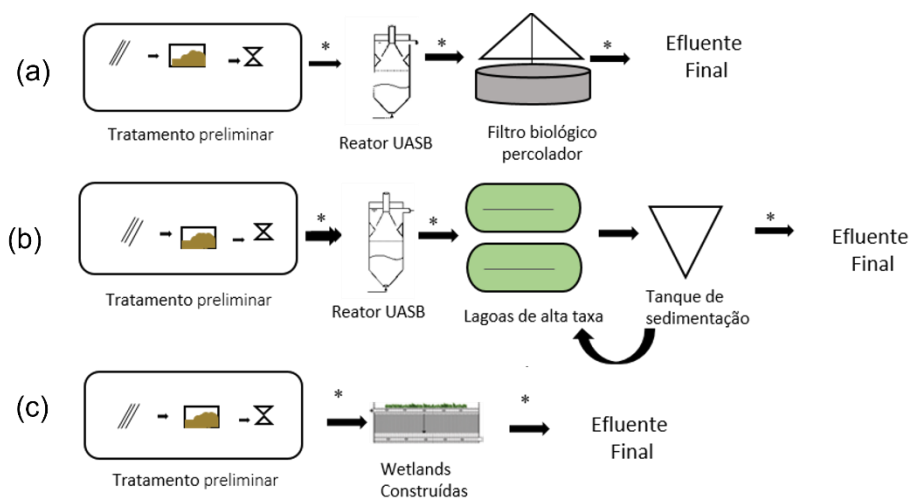 (a)
*
*
*
Efluente
Final
Tratamento preliminar
Reator UASB
Filtro biológico
percolador
(b)
*
*
*
Efluente
Final
Tratamento preliminar
Reator UASB
Lagoas de alta taxa
Tanque de
sedimentação
(c)
*
*
Efluente
Final
Tratamento preliminar
Wetlands
Construídas